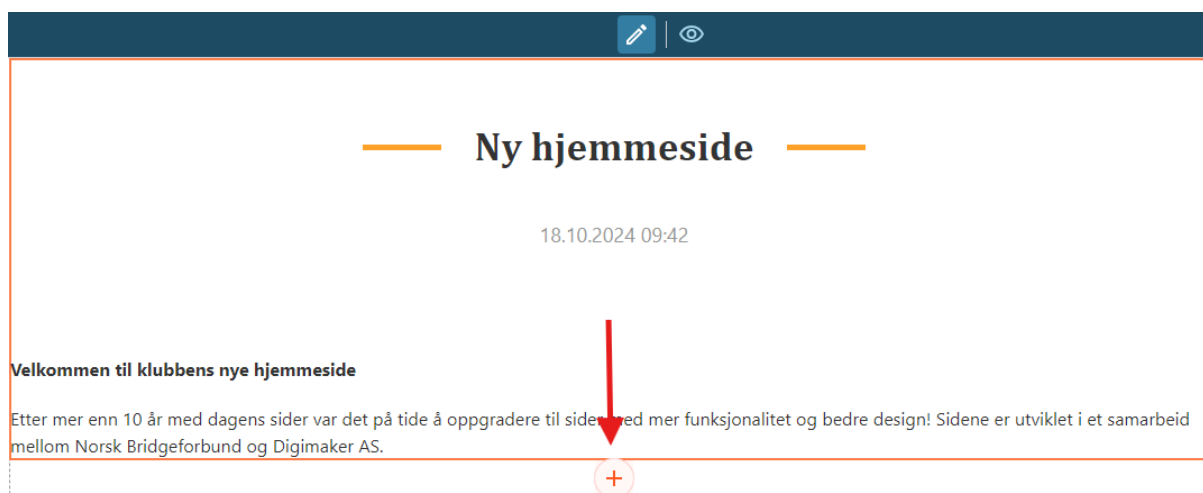 Ny hjemmeside
18.10.2024 09:42
Velkommen til klubbens nye hjemmeside
Etter mer enn 10 år med dagens sider var det på tide å oppgradere til sider med mer funksjonalitet og bedre design! Sidene er utviklet i et samarbeid
mellom Norsk Bridgeforbund og Digimaker AS.